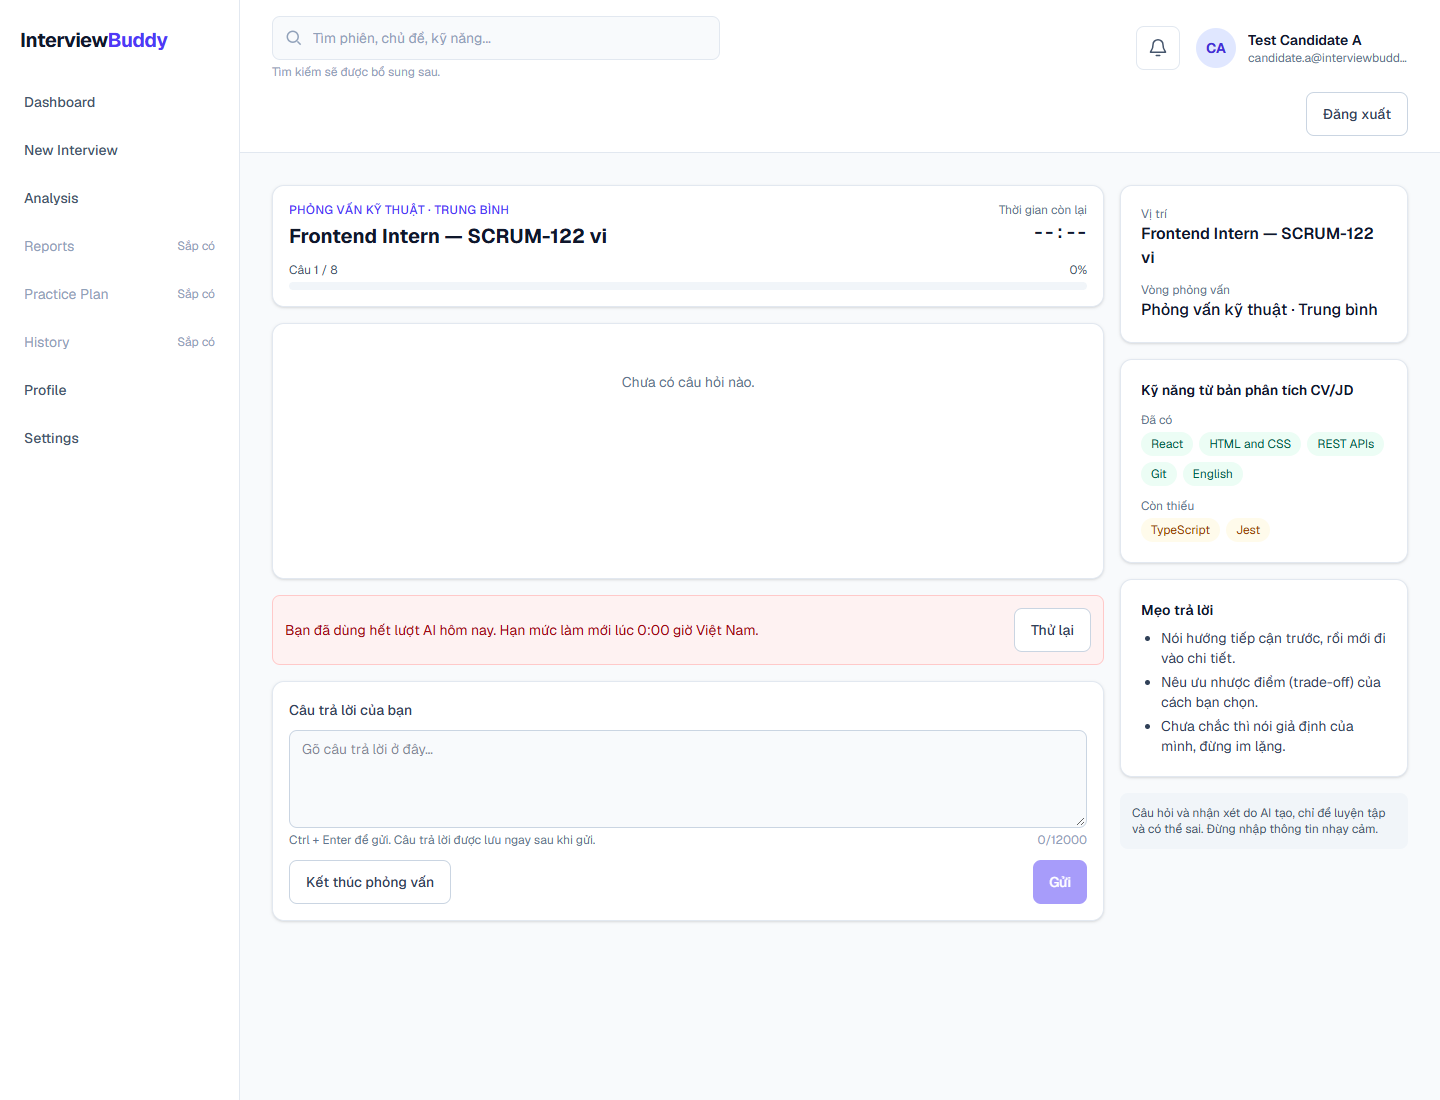 InterviewBuddy
Dashboard
New Interview
Analysis
Reports Sắp có
Practice Plan Sắp có
History Sắp có
Profile
Settings
Tìm phiên, chủ đề, kỹ năng...
Tìm kiếm sẽ được bổ sung sau.
CA
Test Candidate A
candidate.a@interviewbudd...
Đăng xuất
PHỎNG VẤN KỸ THUẬT · TRUNG BÌNH
Thời gian còn lại
Frontend Intern — SCRUM-122 vi
--:--
Câu 1 / 8
0%
Chưa có câu hỏi nào.
Bạn đã dùng hết lượt AI hôm nay. Hạn mức làm mới lúc 0:00 giờ Việt Nam.
Thử lại
Câu trả lời của bạn
Gõ câu trả lời ở đây...
Ctrl + Enter để gửi. Câu trả lời được lưu ngay sau khi gửi.
0/12000
Kết thúc phỏng vấn
Gửi
Vị trí
Frontend Intern — SCRUM-122
vi
Vòng phỏng vấn
Phỏng vấn kỹ thuật · Trung bình
Kỹ năng từ bản phân tích CV/JD
Đã có
React HTML and CSS REST APIs
Git English
Còn thiếu
TypeScript Jest
Mẹo trả lời
• Nói hướng tiếp cận trước, rồi mới đi
vào chi tiết.
• Nêu ưu nhược điểm (trade-off) của
cách bạn chọn.
• Chưa chắc thì nói giả định của
mình, đừng im lặng.
Câu hỏi và nhận xét do AI tạo, chỉ để luyện tập
và có thể sai. Đừng nhập thông tin nhạy cảm.